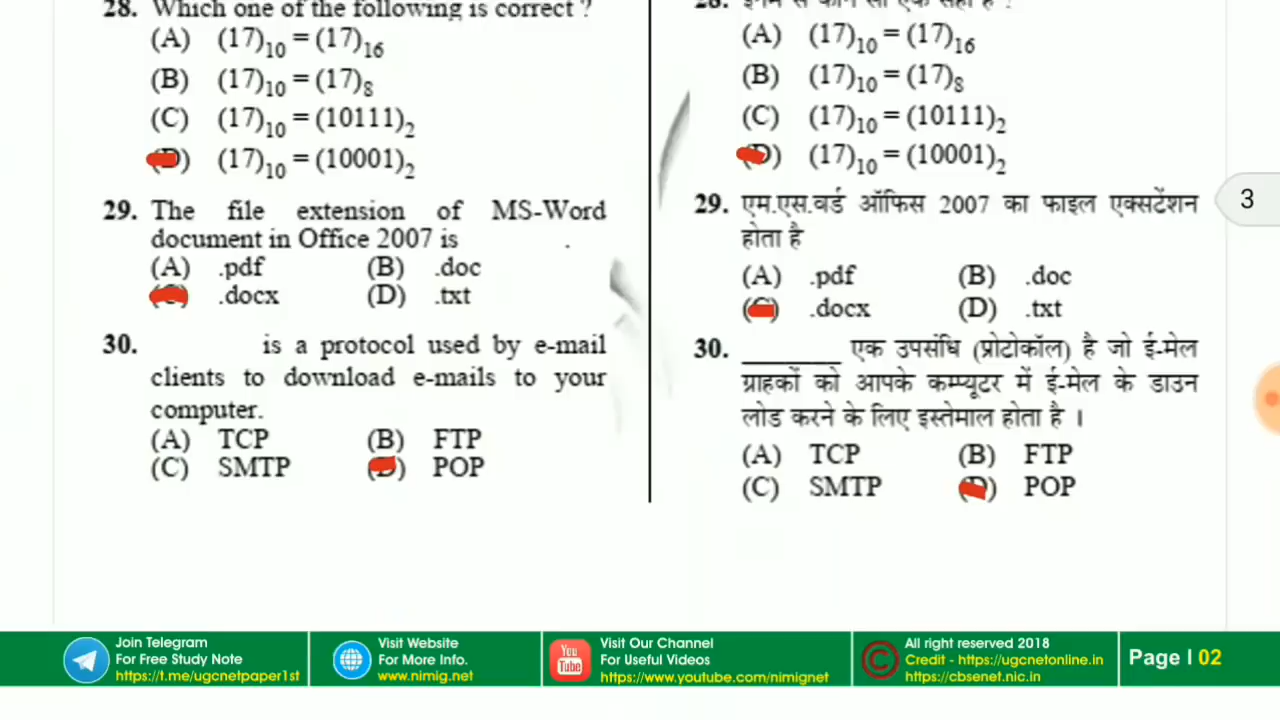 28. Which one of the following is correct ?
(A) (17)₁₀ = (17)₁₆
(B) (17)₁₀ = (17)₈
(C) (17)₁₀ = (10111)₂
(D) (17)₁₀ = (10001)₂
29. The file extension of MS-Word
document in Office 2007 is
(A) .pdf (B) .doc
(C) .docx (D) .txt
30. is a protocol used by e-mail
clients to download e-mails to your
computer.
(A) TCP (B) FTP
(C) SMTP (D) POP
28. इनमें से कौन सा एक सही है ?
(A) (17)₁₀ = (17)₁₆
(B) (17)₁₀ = (17)₈
(C) (17)₁₀ = (10111)₂
(D) (17)₁₀ = (10001)₂
29. एम.एस.वर्ड ऑफिस 2007 का फाइल एक्सटेंशन
होता है
(A) .pdf (B) .doc
(C) .docx (D) .txt
30. ________ एक उपसंधि (प्रोटोकॉल) है जो ई-मेल
ग्राहकों को आपके कम्प्यूटर में ई-मेल के डाउन
लोड करने के लिए इस्तेमाल होता है ।
(A) TCP (B) FTP
(C) SMTP (D) POP
3
Join Telegram
For Free Study Note
https://t.me/ugcnetpaper1st
Visit Website
For More Info.
www.nimig.net
You
Tube
Visit Our Channel
For Useful Videos
https://www.youtube.com/nimignet
C
All right reserved 2018
Credit - https://ugcnetonline.in
https://cbsenet.nic.in
Page | 02